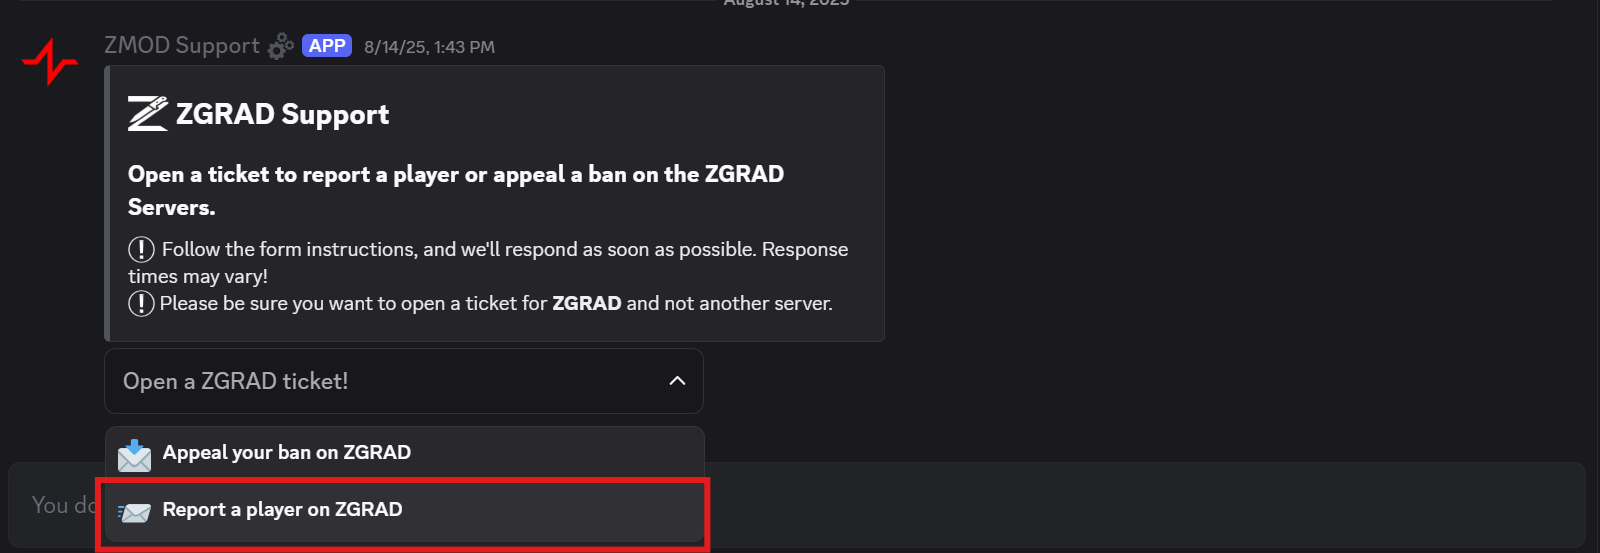 August 14, 2025
ZMOD Support APP 8/14/25, 1:43 PM
ZGRAD Support
Open a ticket to report a player or appeal a ban on the ZGRAD
Servers.
Follow the form instructions, and we'll respond as soon as possible. Response
times may vary!
Please be sure you want to open a ticket for ZGRAD and not another server.
Open a ZGRAD ticket!
Appeal your ban on ZGRAD
Report a player on ZGRAD
You do